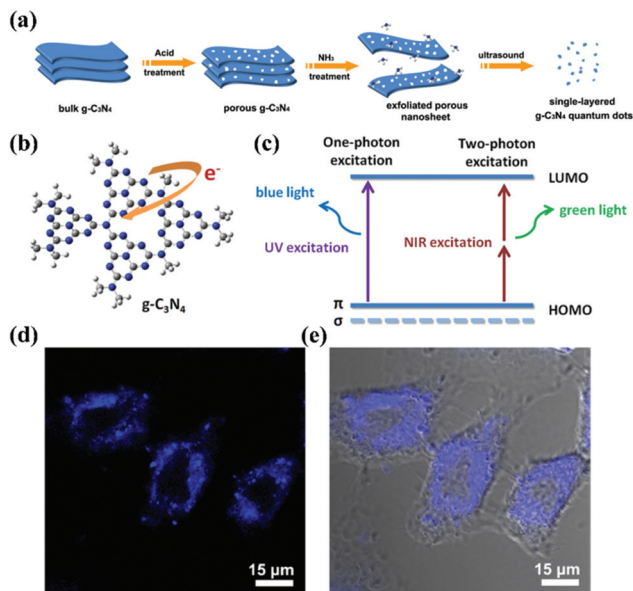 (a)
Acid
treatment
NH₃
treatment
ultrasound
bulk g-C₃N₄
porous g-C₃N₄
exfoliated porous
nanosheet
single-layered
g-C₃N₄ quantum dots
(b)
e⁻
g-C₃N₄
(c)
One-photon
excitation
Two-photon
excitation
LUMO
blue light
green light
UV excitation
NIR excitation
π
HOMO
σ
(d)
15 μm
(e)
15 μm